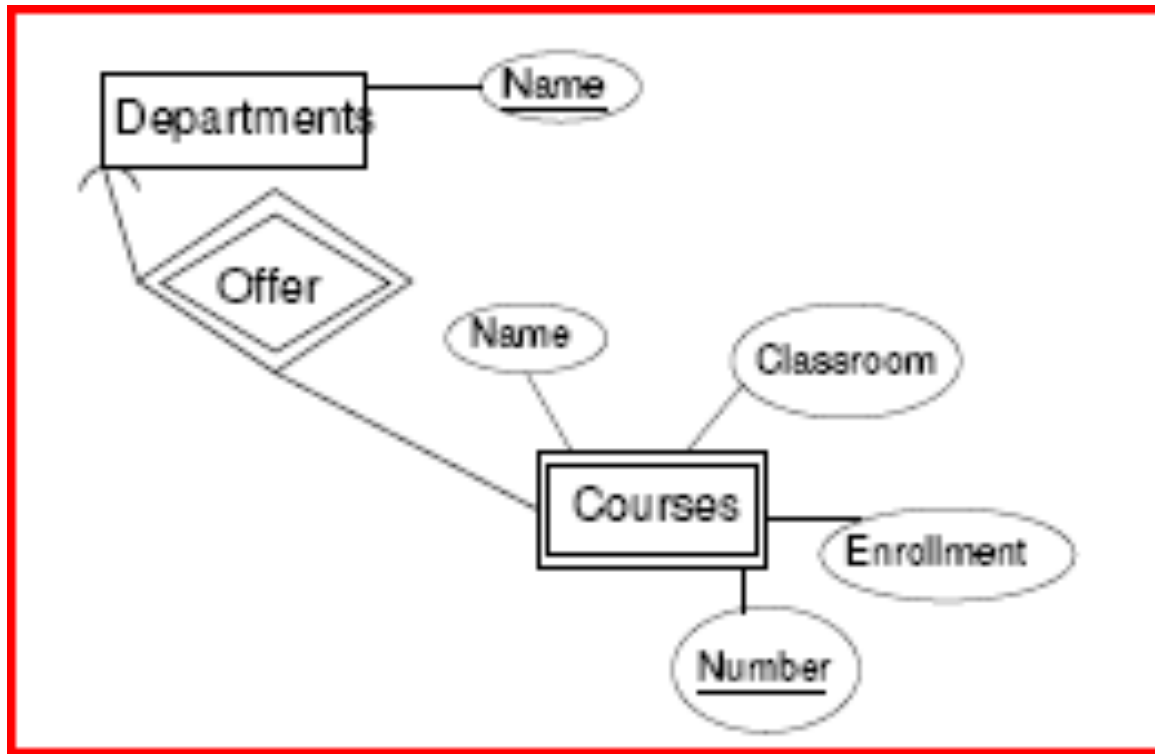 Name
Departments
Offer
Name
Classroom
Courses
Enrollment
Number